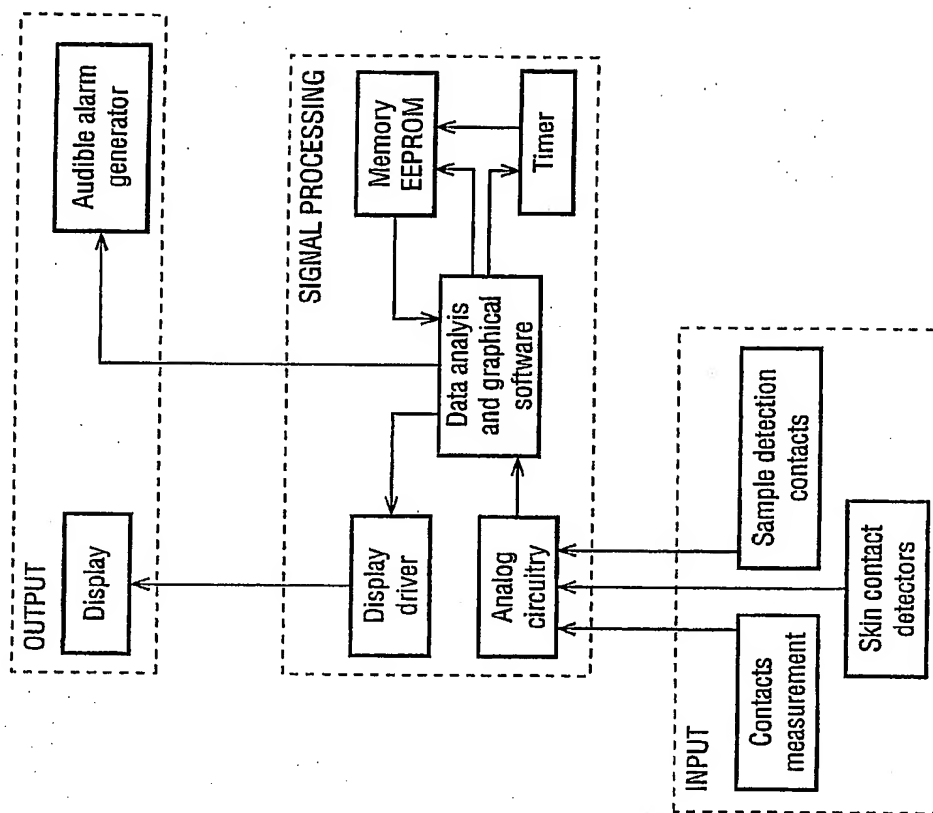 OUTPUT
Display
Audible alarm
generator
SIGNAL PROCESSING
Display
driver
Memory
EEPROM
Analog
circuitry
Data analyis
and graphical
software
Timer
INPUT
Contacts
measurement
Sample detection
contacts
Skin contact
detectors